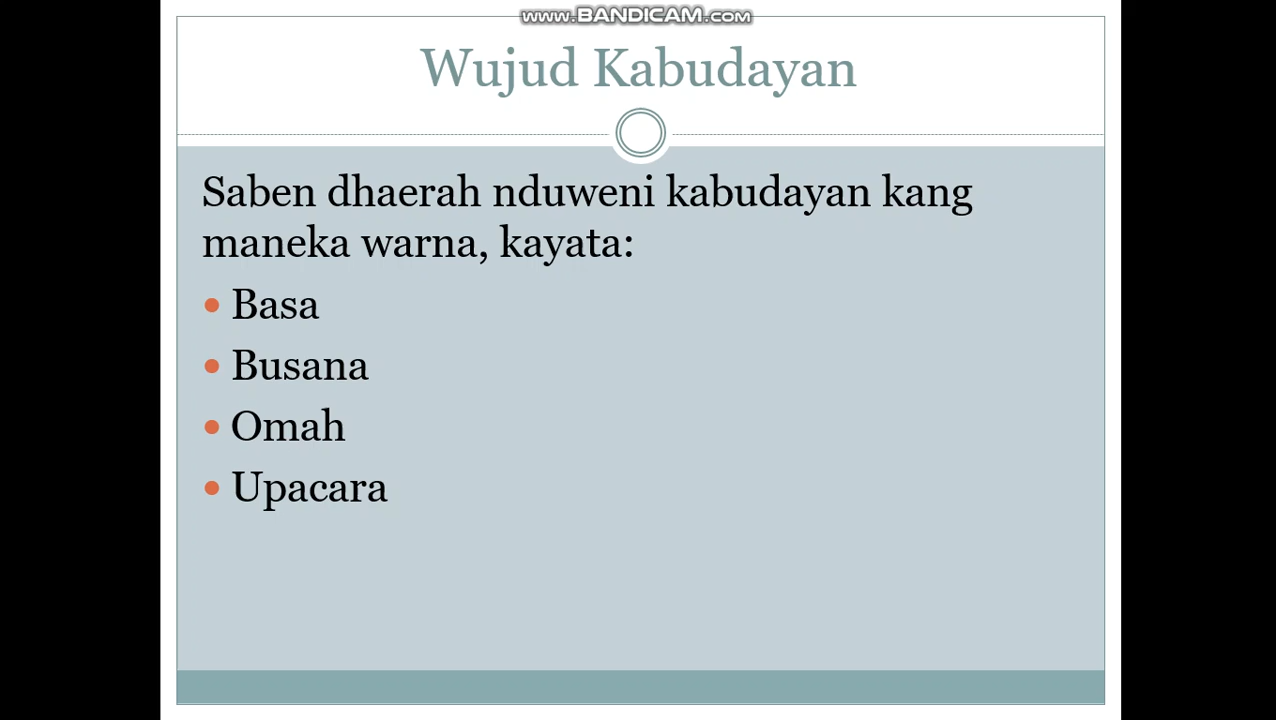 www.BANDICAM.com
Wujud Kabudayan
Saben dhaerah nduweni kabudayan kang
maneka warna, kayata:
• Basa
• Busana
• Omah
• Upacara